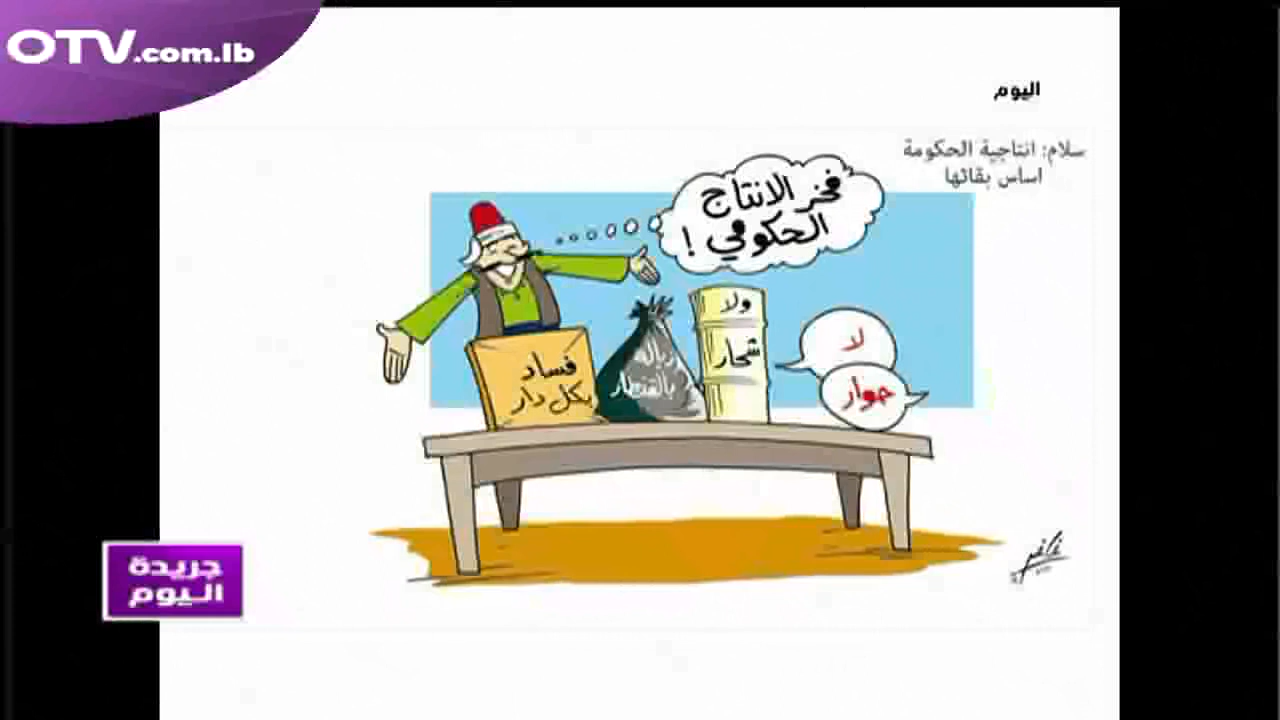 OTV.com.lb
اليوم
سلام: انتاجية الحكومة
اساس بقائها
فخر الانتاج
الحكومي !
ولا
شحار
لا
حوار
زبالة
بالقنطار
فساد
بكل دار
جريدة
اليوم